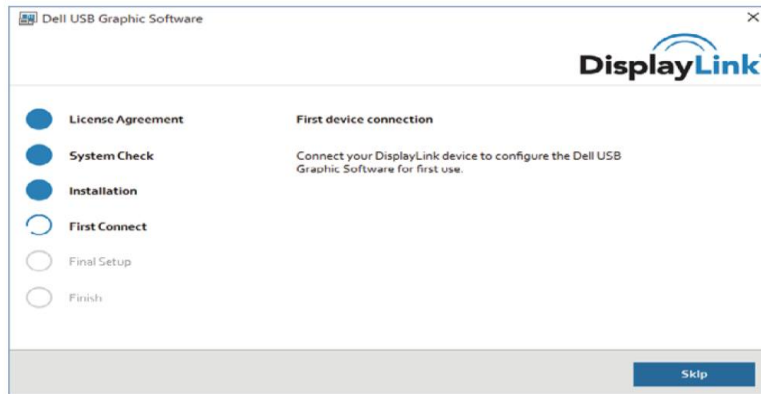 Dell USB Graphic Software
DisplayLink
License Agreement
System Check
Installation
First Connect
Final Setup
Finish
First device connection
Connect your DisplayLink device to configure the Dell USB
Graphic Software for first use.
Skip